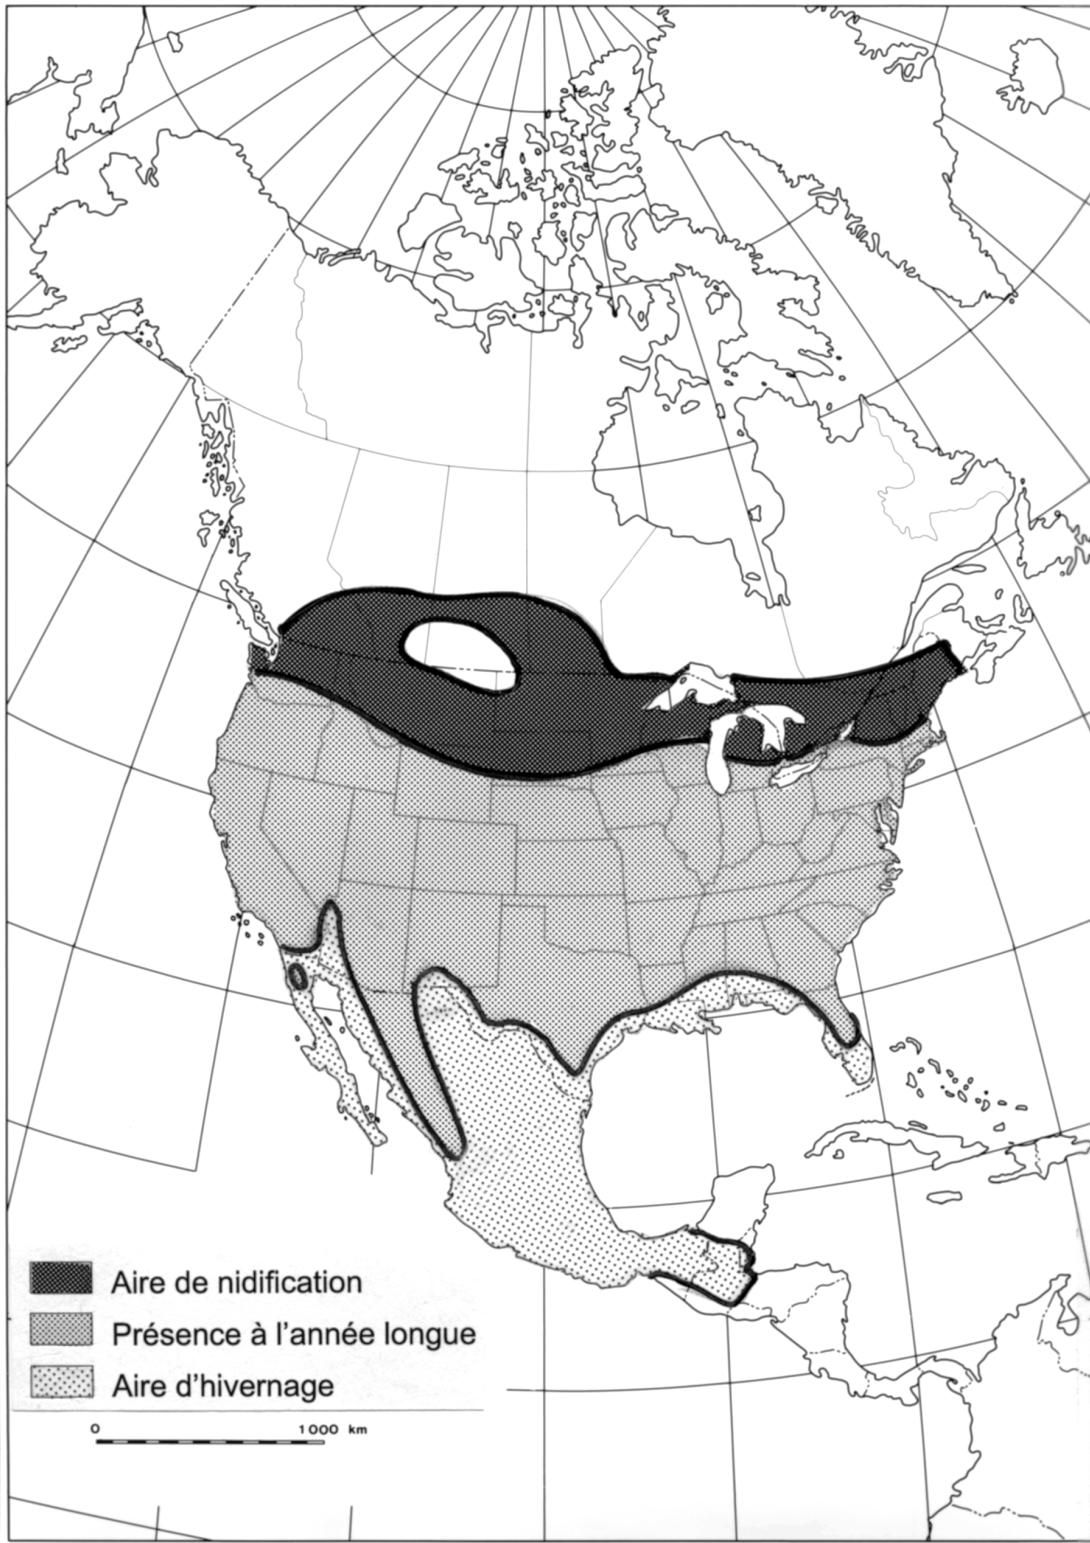 Aire de nidification
Présence à l'année longue
Aire d'hivernage
0 1000 km